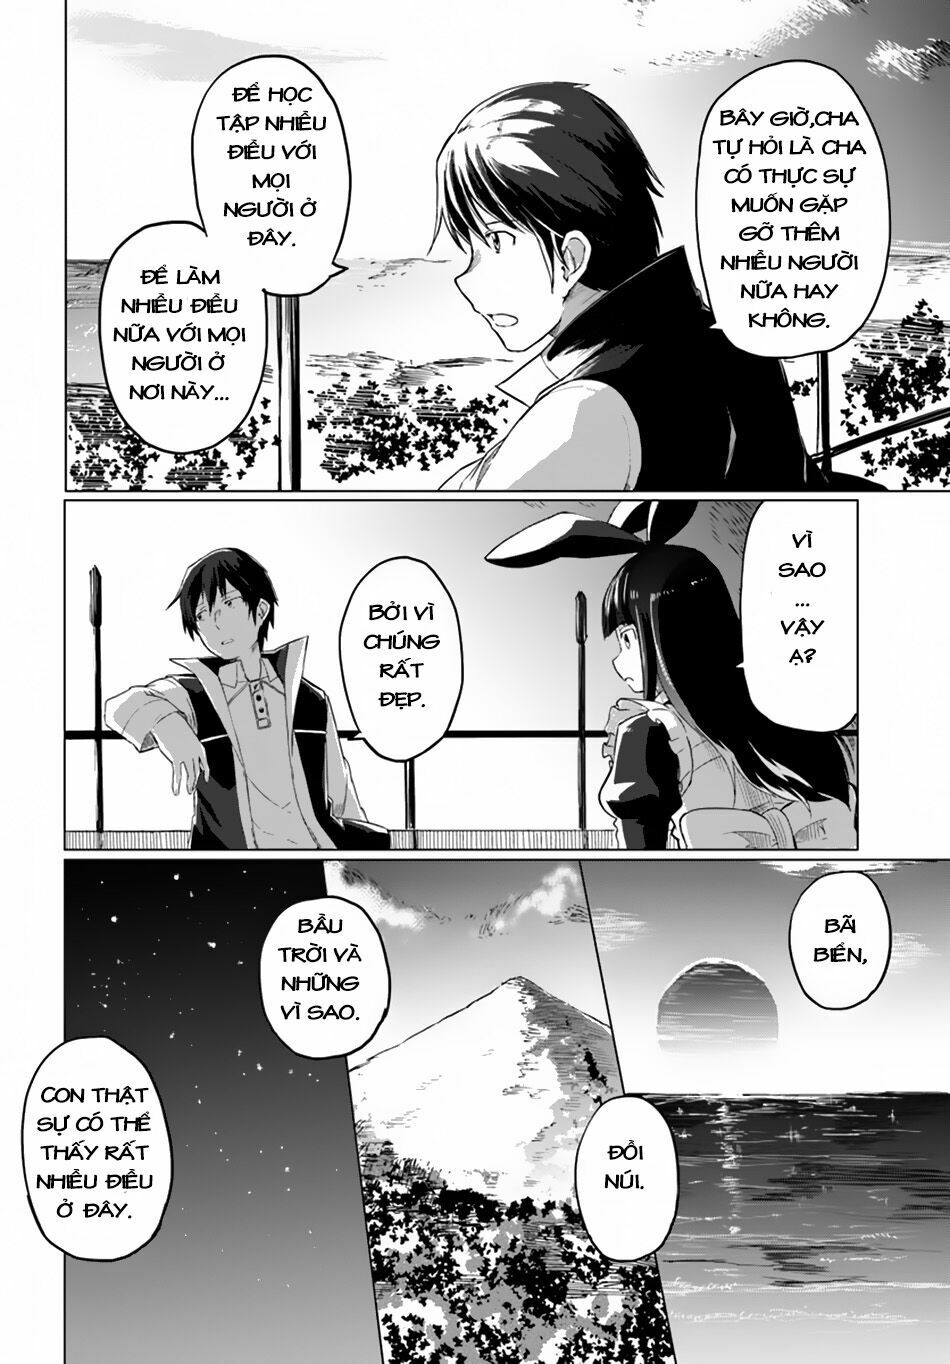 BÂY GIỜ,CHA
TỰ HỎI LÀ CHA
CÓ THỰC SỰ
MUỐN GẶP
GỠ THÊM
NHIỀU NGƯỜI
NỮA HAY
KHÔNG.
ĐỂ HỌC
TẬP NHIỀU
ĐIỀU VỚI
MỌI
NGƯỜI Ở
ĐÂY.
ĐỂ LÀM
NHIỀU ĐIỀU
NỮA VỚI MỌI
NGƯỜI Ở
NƠI NÀY...
VÌ
SAO
...
VẬY
Ạ?
BỞI VÌ
CHÚNG
RẤT
ĐẸP.
BÃI
BIỂN,
ĐỒI
NÚI.
BẦU
TRỜI VÀ
NHỮNG
VÌ SAO.
CON THẬT
SỰ CÓ THỂ
THẤY RẤT
NHIỀU ĐIỀU
Ở ĐÂY.